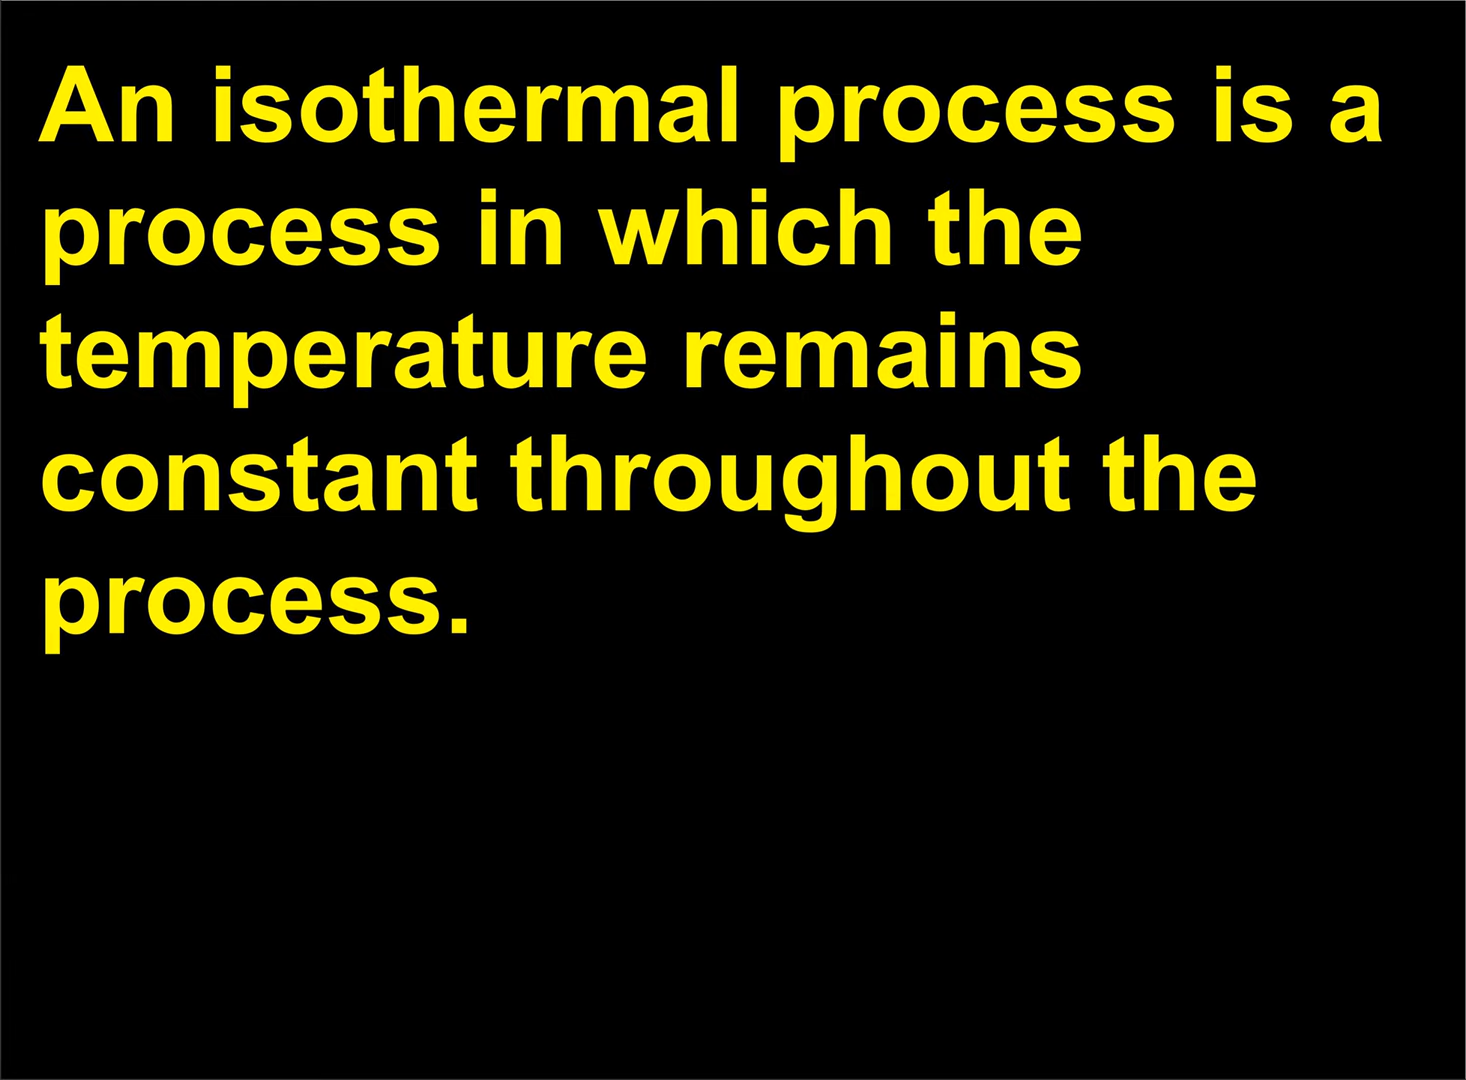 An isothermal process is a
process in which the
temperature remains
constant throughout the
process.